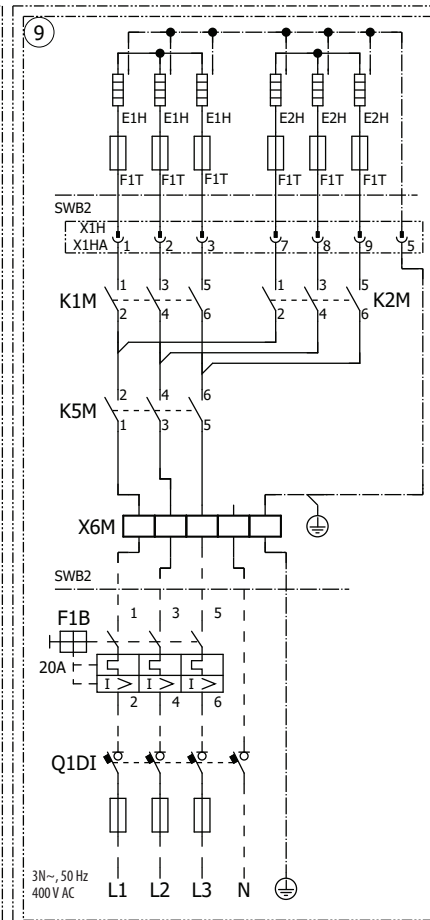 9
E1H E1H E1H E2H E2H E2H
F1T F1T F1T F1T F1T F1T
SWB2
X1H
X1HA 1 2 3 7 8 9 5
1 3 5 1 3 5
K1M K2M
2 4 6 2 4 6
2 4 6
K5M
1 3 5
X6M
SWB2
1 3 5
F1B
20A
I > I > I >
2 4 6
Q1DI
3N~, 50 Hz
400 V AC L1 L2 L3 N